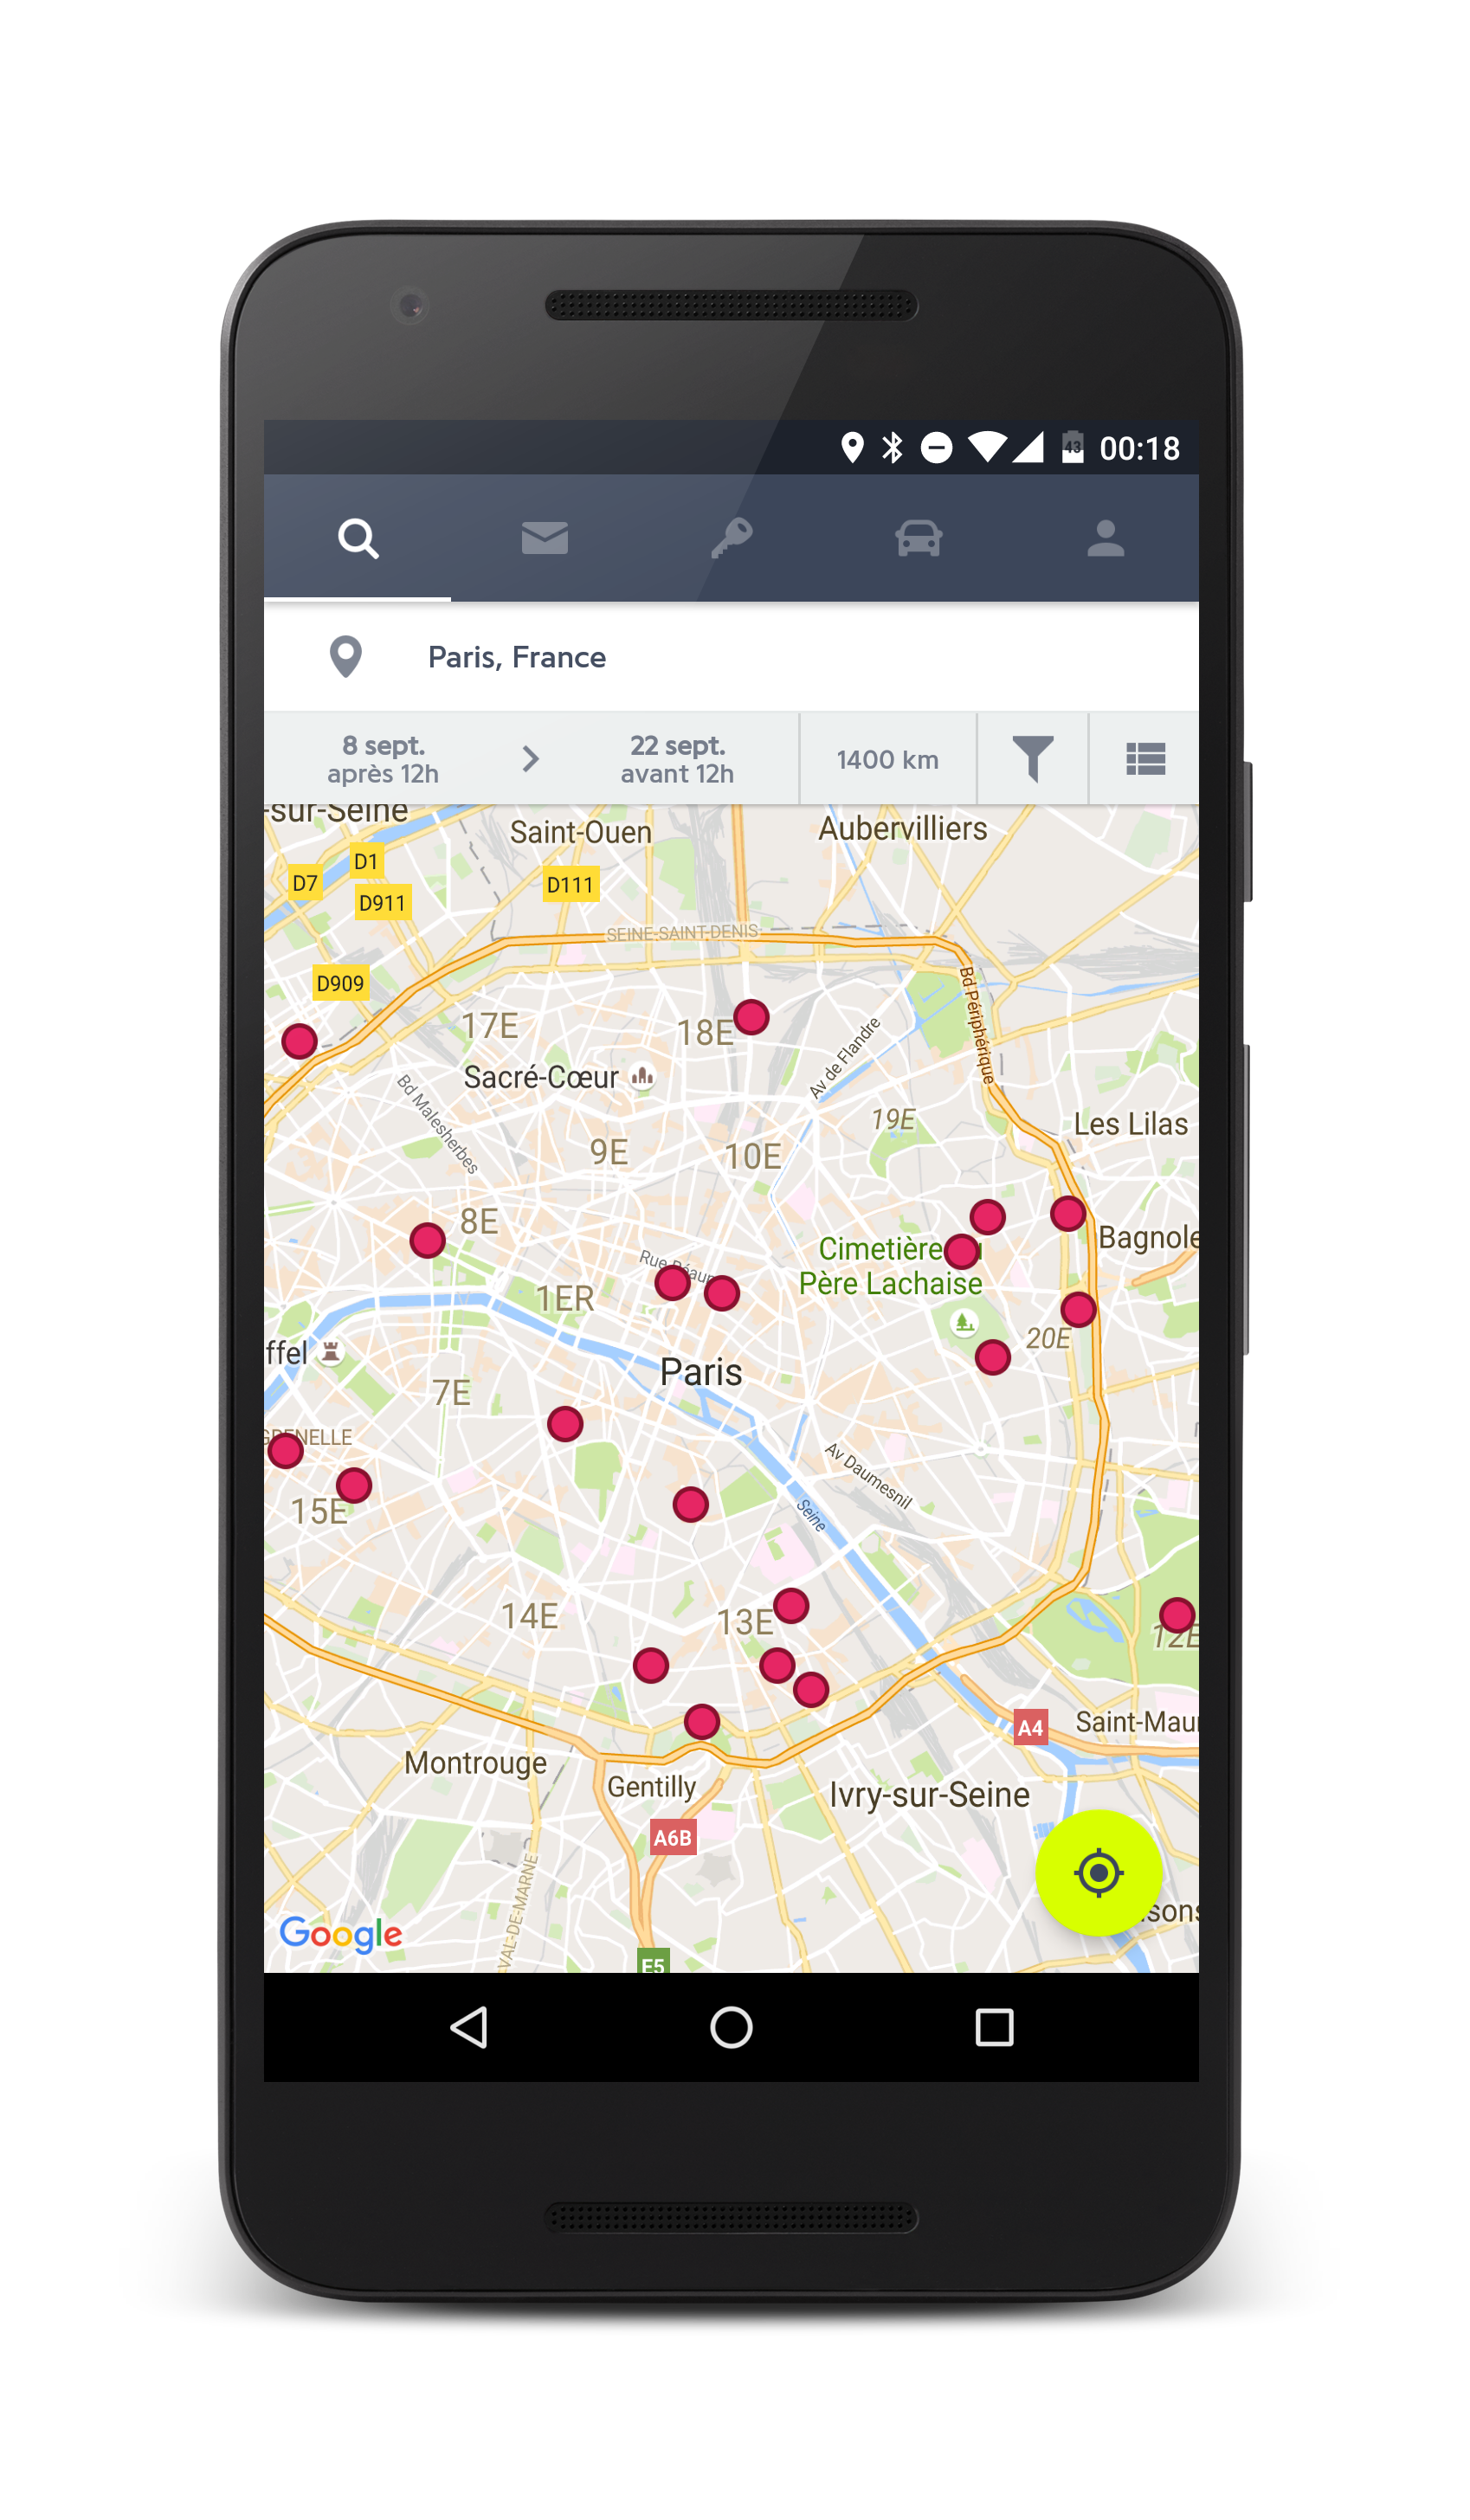 43 00:18
Paris, France
8 sept.
après 12h
22 sept.
avant 12h
1400 km
-sur-Seine
Saint-Ouen
Aubervilliers
D1
D7
D111
D911
SEINE-SAINT-DENIS
D909
Bd Périphérique
17E
18E
Av de Flandre
Sacré-Cœur
Bd Malesherbes
19E
Les Lilas
9E
10E
8E
Bagnole
Cimetière
Père Lachaise
Rue Réaum
1ER
20E
ffel
Paris
7E
GRENELLE
Av Daumesnil
15E
Seine
14E
13E
12E
A4
Saint-Maur
Montrouge
Gentilly
Ivry-sur-Seine
A6B
VAL-DE-MARNE
sons
Google
E5